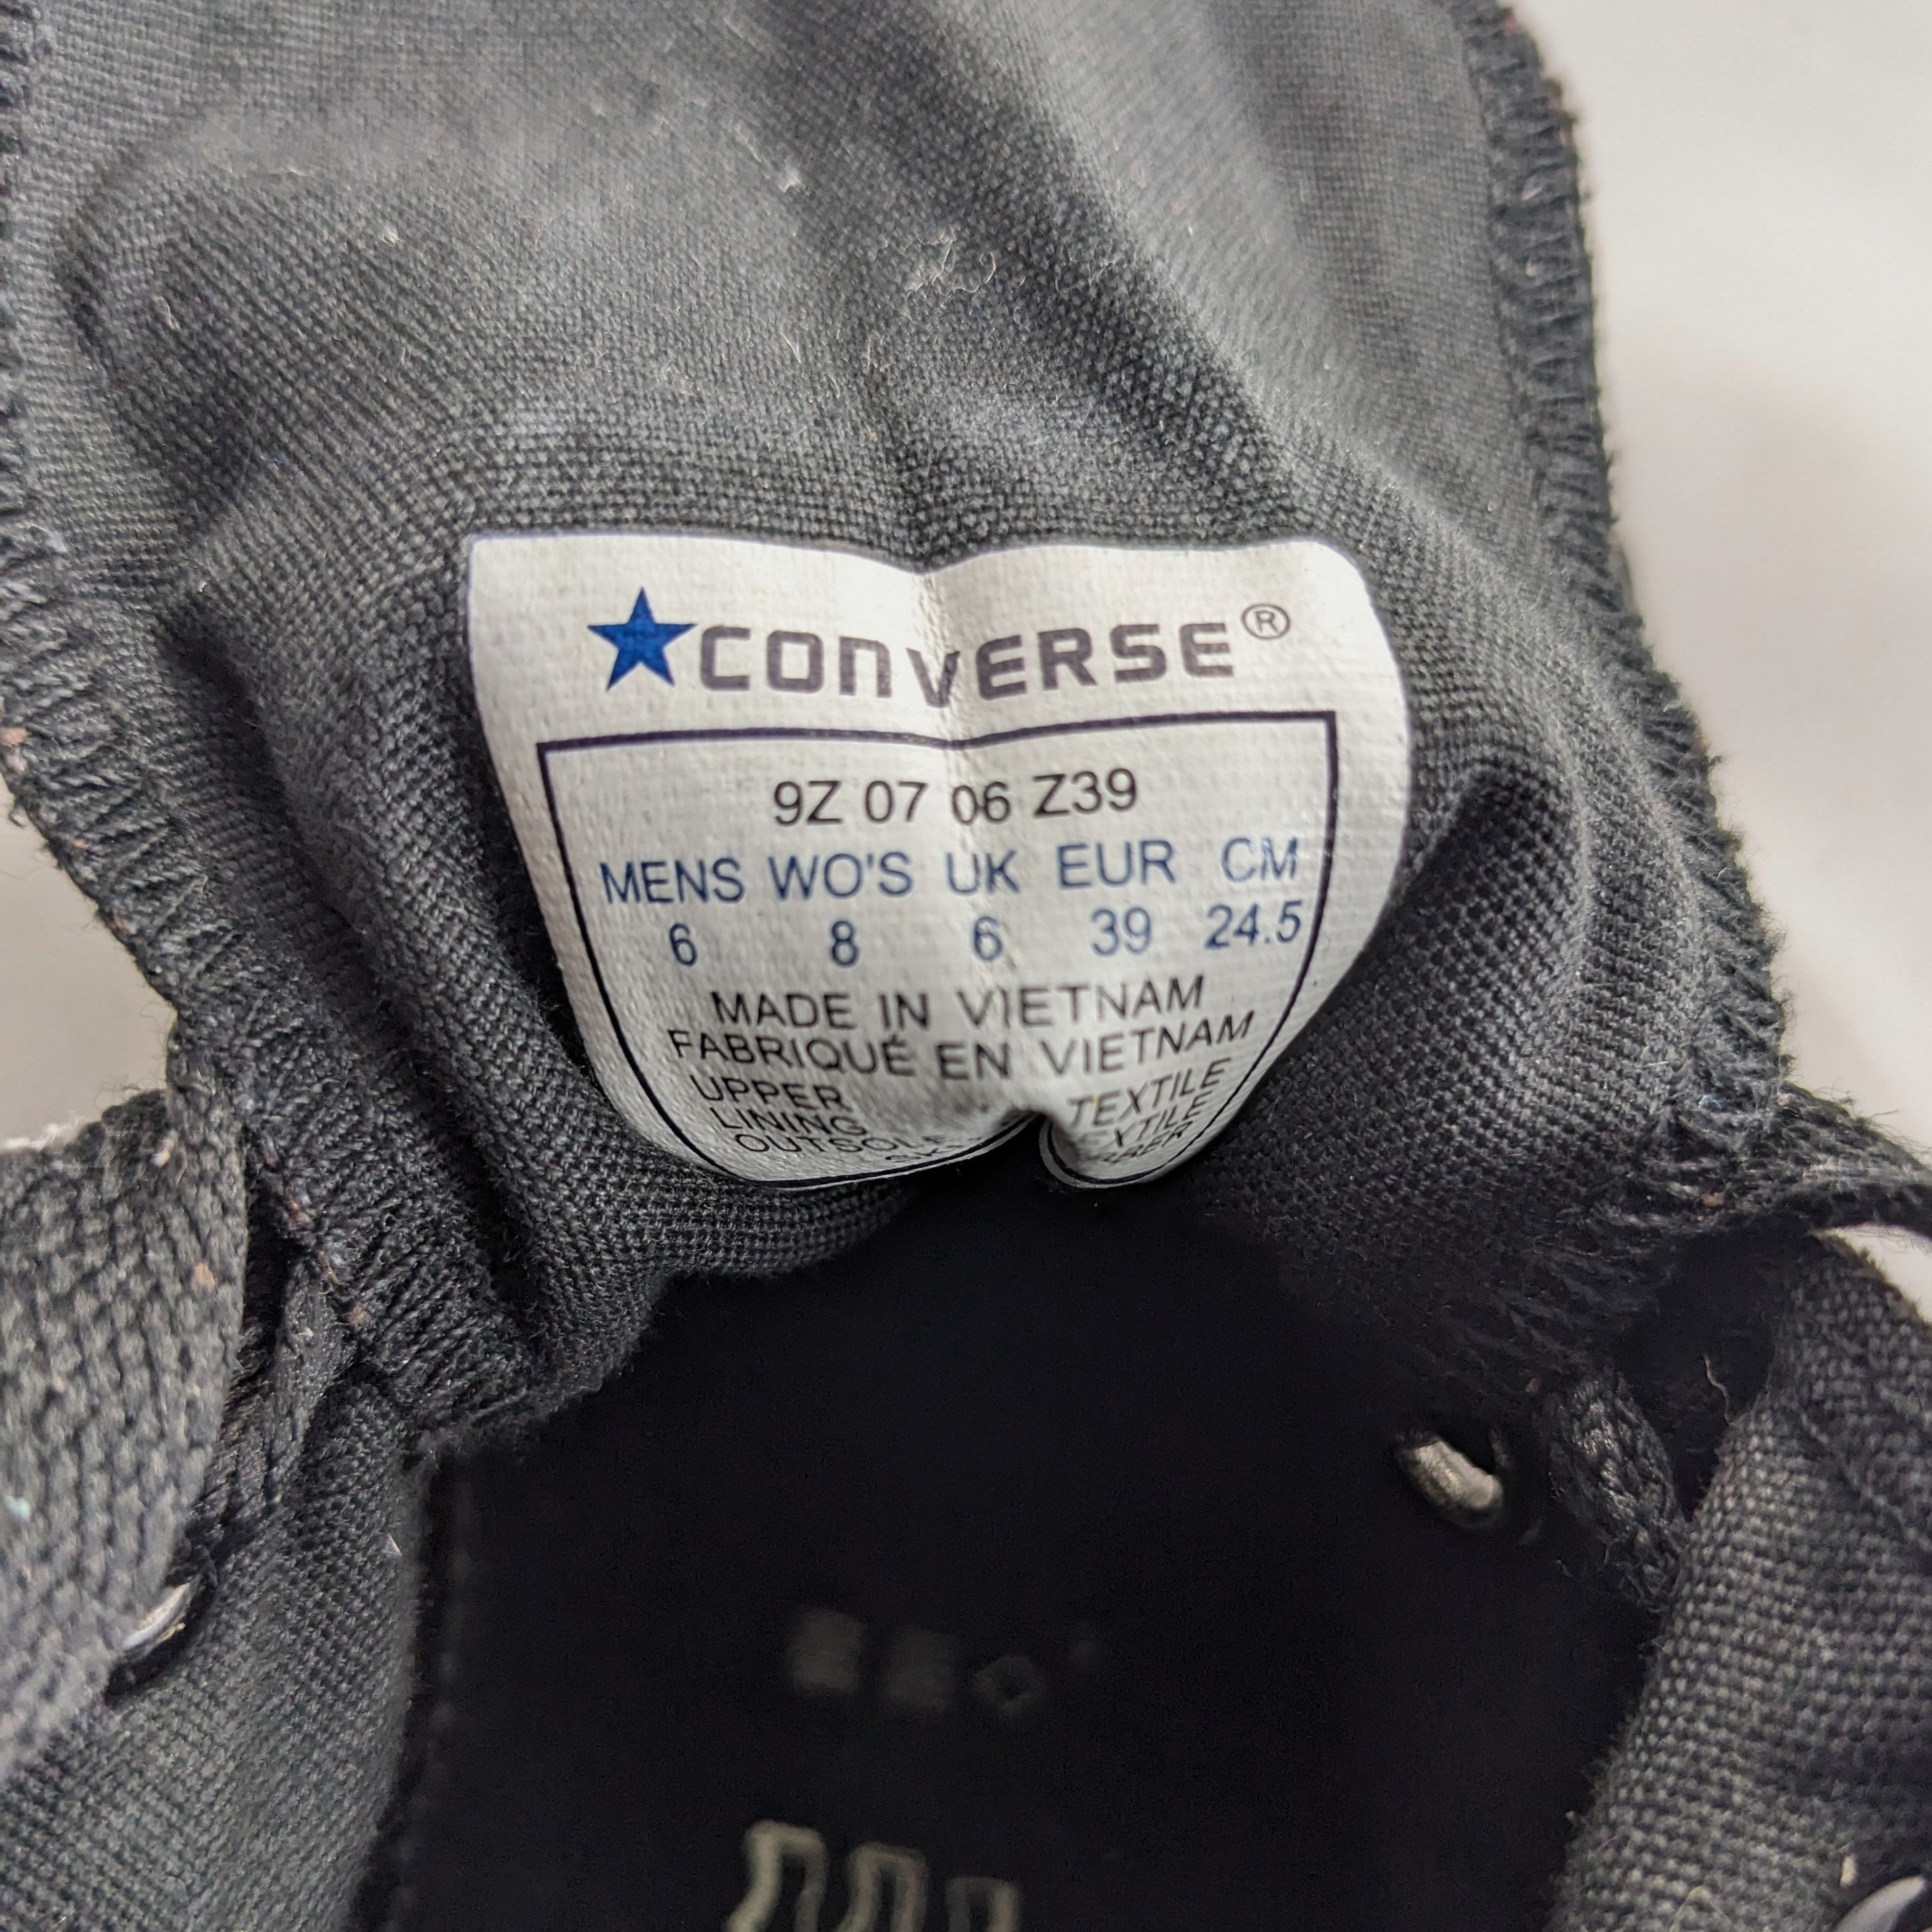 CONVERSE®
9Z 07 06 Z39
MENS WO'S UK EUR CM
6 8 6 39 24.5
MADE IN VIETNAM
FABRIQUÉ EN VIETNAM
UPPER TEXTILE
LINING
OUTSOLE